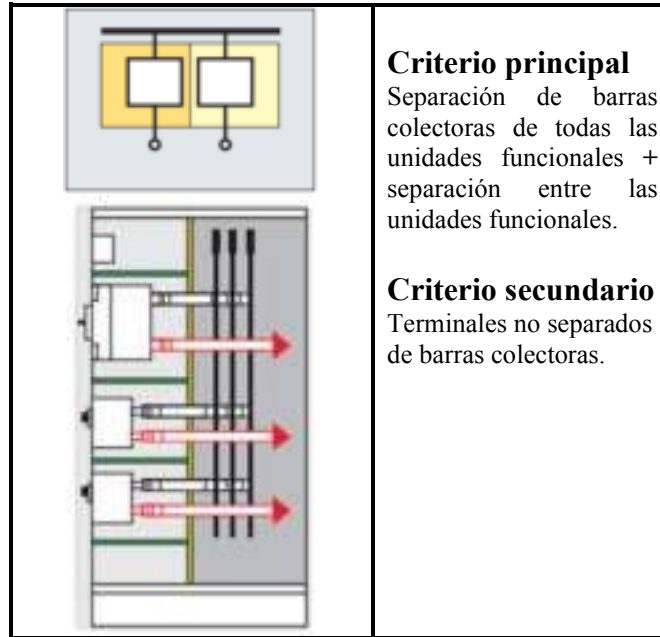 Criterio principal
Separación de barras
colectoras de todas las
unidades funcionales +
separación entre las
unidades funcionales.
Criterio secundario
Terminales no separados
de barras colectoras.